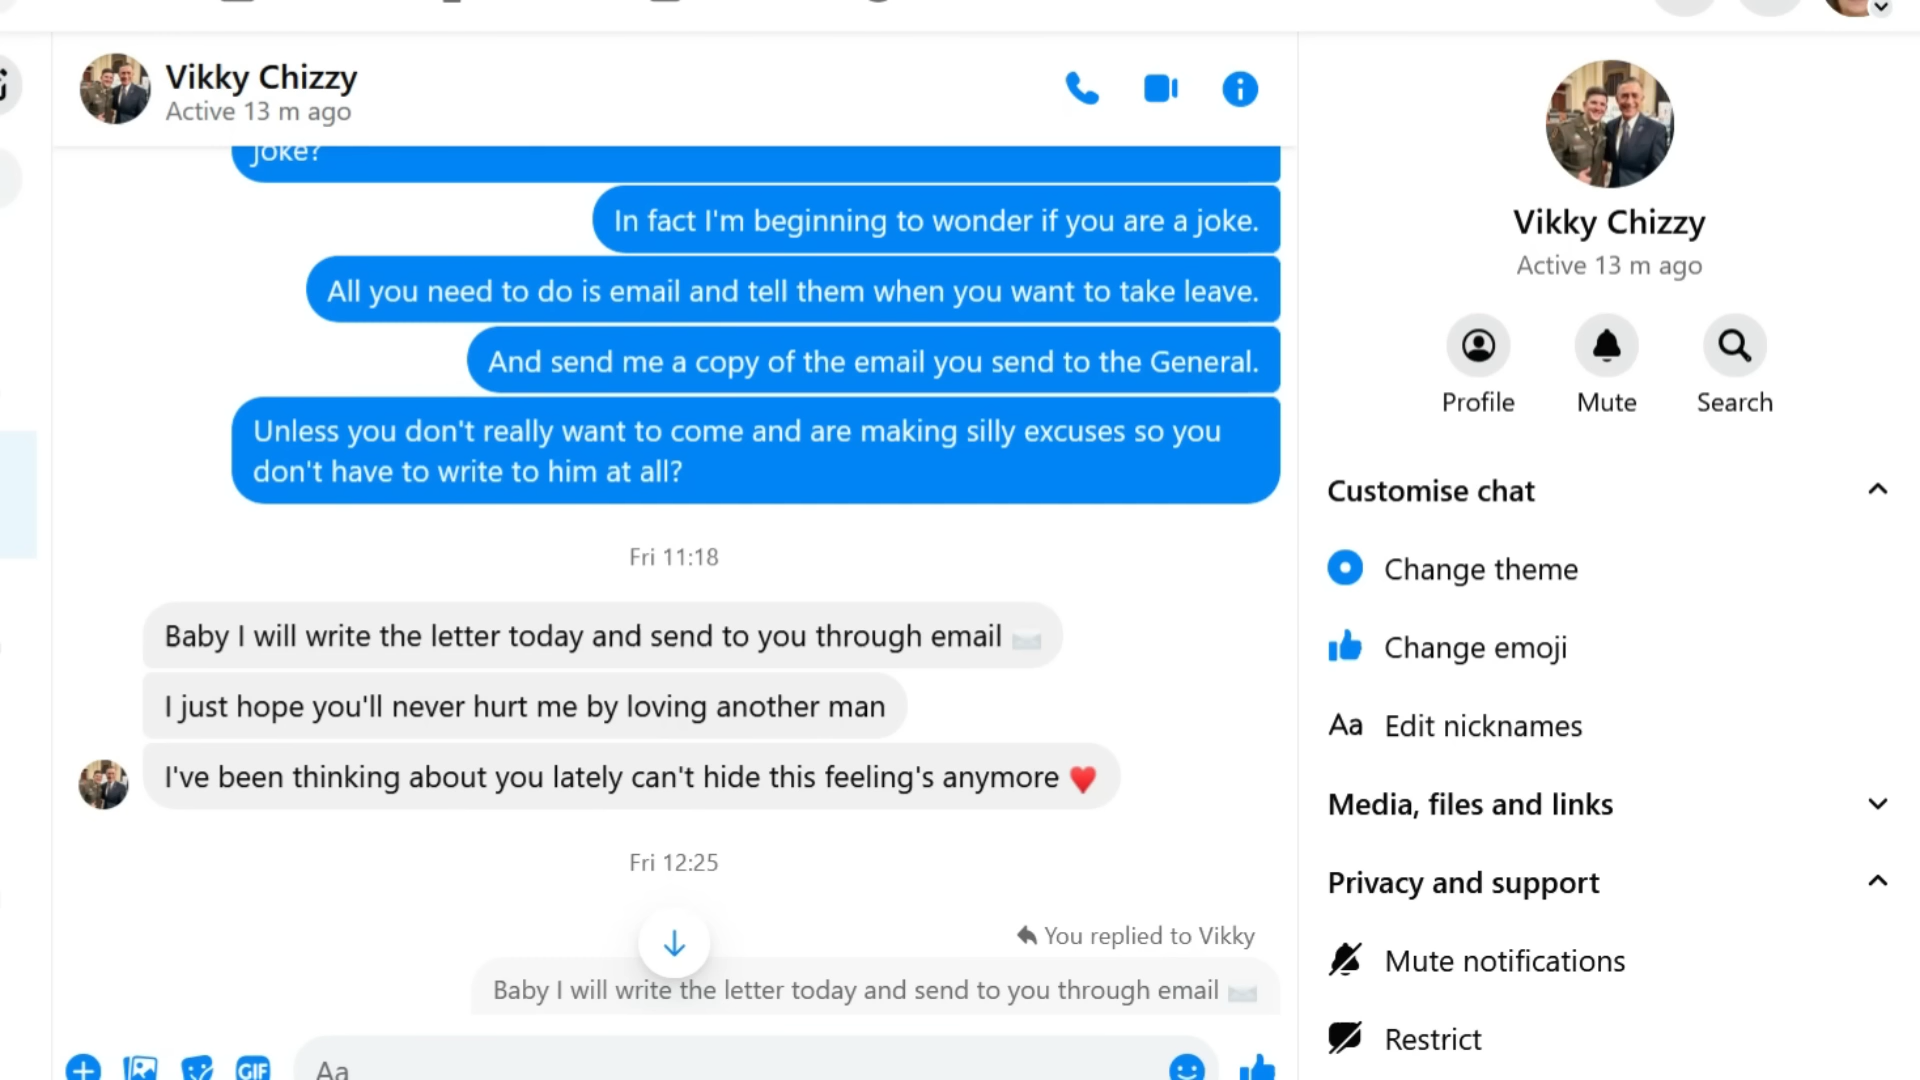 Vikky Chizzy
Active 13 m ago
Joke?
In fact I'm beginning to wonder if you are a joke.
All you need to do is email and tell them when you want to take leave.
And send me a copy of the email you send to the General.
Unless you don't really want to come and are making silly excuses so you
don't have to write to him at all?
Fri 11:18
Baby I will write the letter today and send to you through email
I just hope you'll never hurt me by loving another man
I've been thinking about you lately can't hide this feeling's anymore ❤️
Fri 12:25
You replied to Vikky
Baby I will write the letter today and send to you through email
GIF
Aa
Vikky Chizzy
Active 13 m ago
Profile
Mute
Search
Customise chat
Change theme
Change emoji
Aa Edit nicknames
Media, files and links
Privacy and support
Mute notifications
Restrict